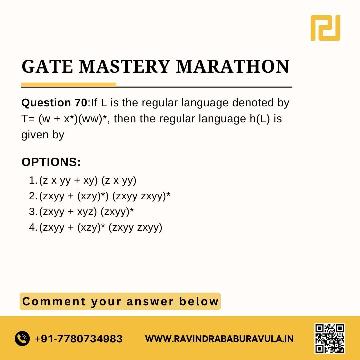 GATE MASTERY MARATHON
Question 70:If L is the regular language denoted by
T= (w + x*)(ww)*, then the regular language h(L) is
given by
OPTIONS:
1.(z x yy + xy) (z x yy)
2.(zxyy + (xzy)*) (zxyy zxyy)*
3.(zxyy + xyz) (zxyy)*
4.(zxyy + (xzy)* (zxyy zxyy)
Comment your answer below
+91-7780734983
WWW.RAVINDRABABURAVULA.IN